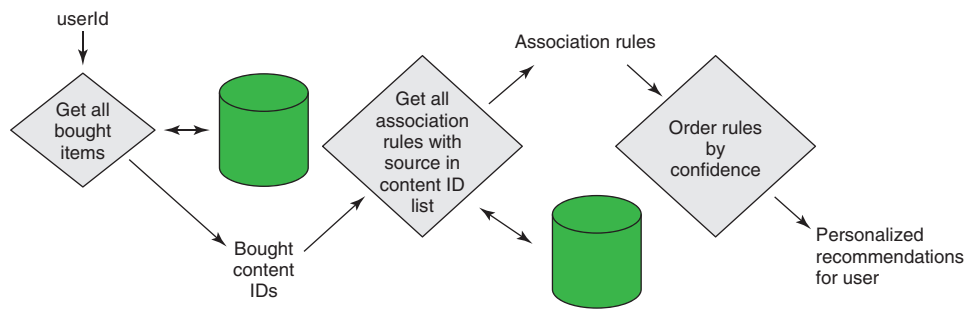 userId
Get all
bought
items
Bought
content
IDs
Get all
association
rules with
source in
content ID
list
Association rules
Order rules
by
confidence
Personalized
recommendations
for user